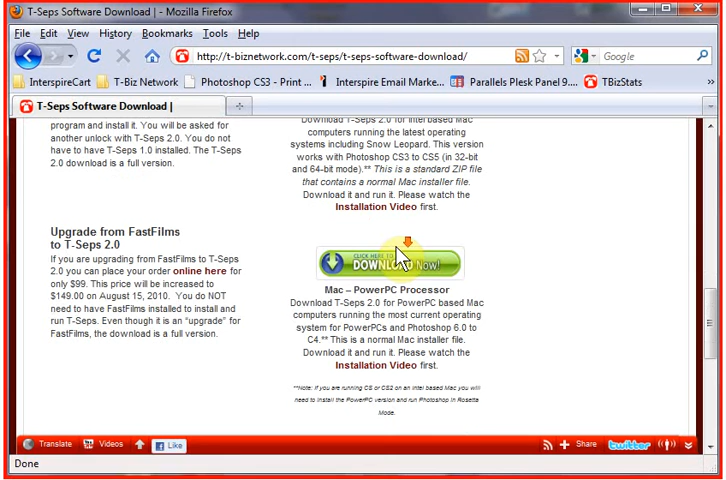 T-Seps Software Download | - Mozilla Firefox
File Edit View History Bookmarks Tools Help
http://t-biznetwork.com/t-seps/t-seps-software-download/
Google
InterspireCart T-Biz Network Photoshop CS3 - Print ... Interspire Email Marke... Parallels Plesk Panel 9.... TBizStats
T-Seps Software Download |
program and install it. You will be asked for
another unlock with T-Seps 2.0. You do not
have to have T-Seps 1.0 installed. The T-Seps
2.0 download is a full version.
Upgrade from FastFilms
to T-Seps 2.0
If you are upgrading from FastFilms to T-Seps
2.0 you can place your order online here for
only $99. This price will be increased to
$149.00 on August 15, 2010. You do NOT
need to have FastFilms installed to install and
run T-Seps. Even though it is an "upgrade" for
FastFilms, the download is a full version.
Download T-Seps 2.0 for Intel based Mac
computers running the latest operating
systems including Snow Leopard. This version
works with Photoshop CS3 to CS5 (in 32-bit
and 64-bit mode).** This is a standard ZIP file
that contains a normal Mac installer file.
Download it and run it. Please watch the
Installation Video first.
CLICK HERE TO
DOWNLOAD Now!
Mac – PowerPC Processor
Download T-Seps 2.0 for PowerPC based Mac
computers running the most current operating
system for PowerPCs and Photoshop 6.0 to
C4.** This is a normal Mac installer file.
Download it and run it. Please watch the
Installation Video first.
**Note: If you are running CS or CS2 on an Intel based Mac you will
need to install the PowerPC version and run Photoshop in Rosetta
Mode.
Translate Videos Like Share twitter
Done